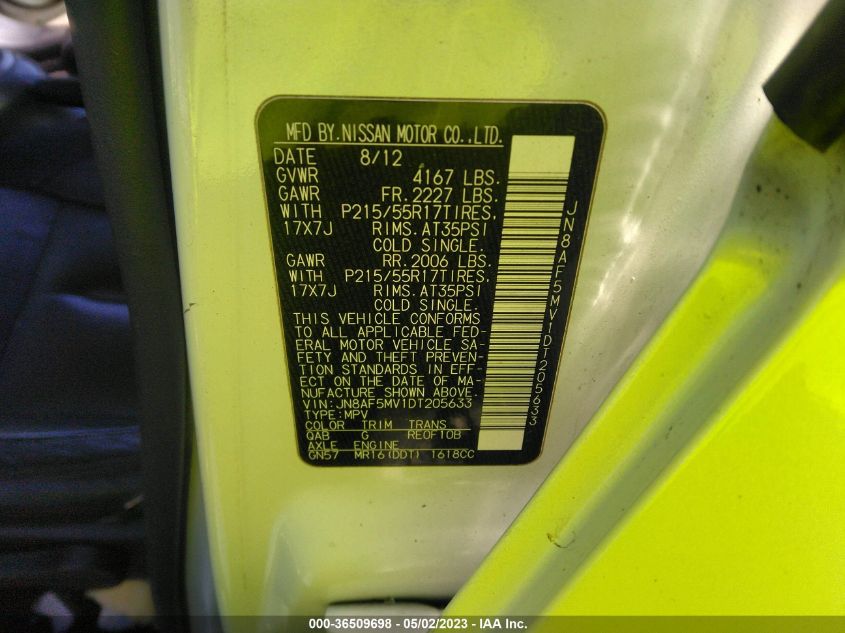 MFD BY.NISSAN MOTOR CO.,LTD.
DATE 8/12
GVWR 4167 LBS.
GAWR FR.2227 LBS.
WITH P215/55R17TIRES,
17X7J RIMS.AT35PSI
COLD SINGLE.
GAWR RR.2006 LBS.
WITH P215/55R17TIRES,
17X7J RIMS.AT35PSI
COLD SINGLE.
THIS VEHICLE CONFORMS
TO ALL APPLICABLE FED-
ERAL MOTOR VEHICLE SA-
FETY AND THEFT PREVEN-
TION STANDARDS IN EFF-
ECT ON THE DATE OF MA-
NUFACTURE SHOWN ABOVE.
VIN:JN8AF5MV1DT205633
TYPE:MPV
COLOR TRIM TRANS
QAB G RE0F10B
AXLE ENGINE
GN57 MR16(DDT) 1618CC
JN8AF5MV1DT205633
000-36509698 - 05/02/2023 - IAA Inc.